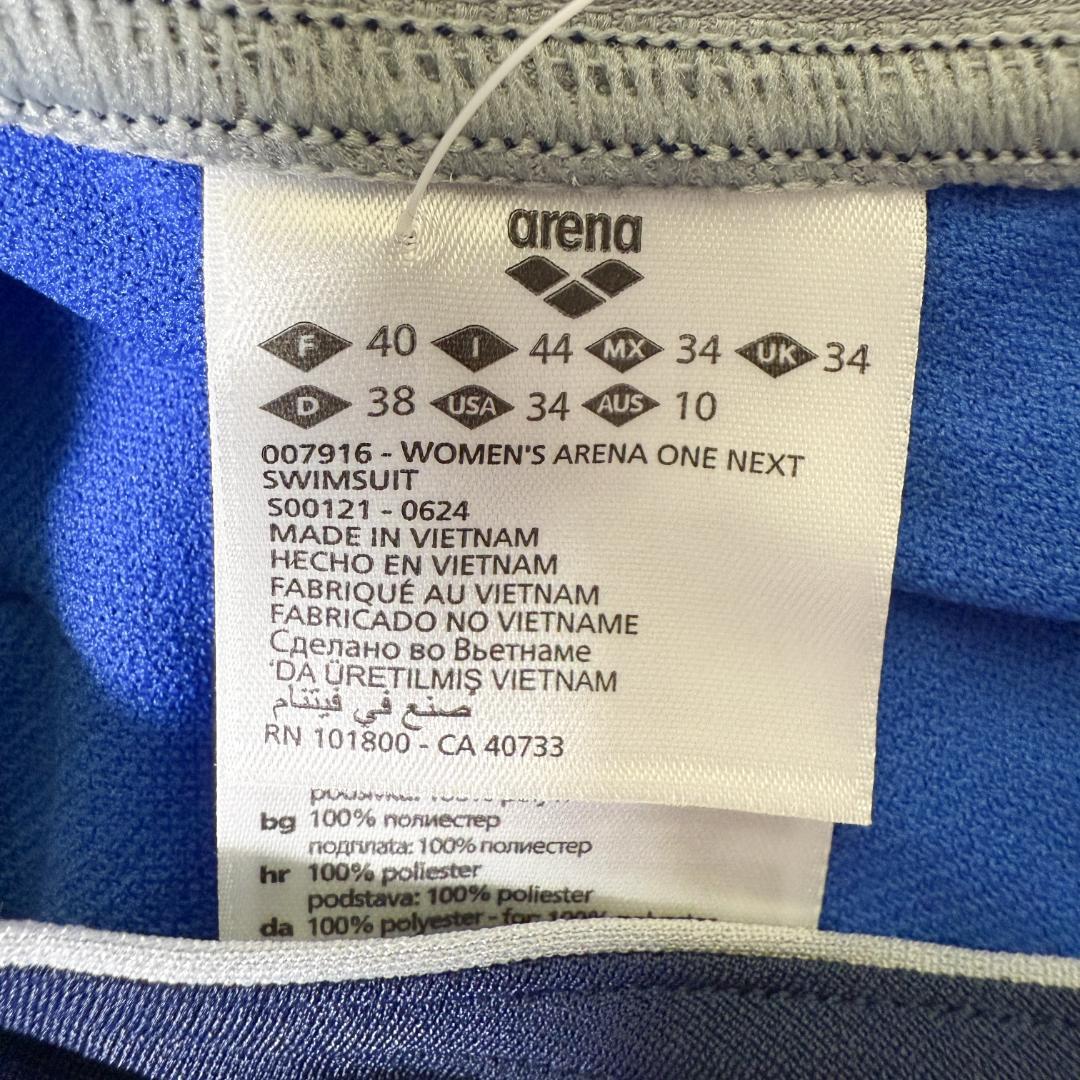 arena
F 40 I 44 MX 34 UK 34
D 38 USA 34 AUS 10
007916 - WOMEN'S ARENA ONE NEXT
SWIMSUIT
S00121 - 0624
MADE IN VIETNAM
HECHO EN VIETNAM
FABRIQUÉ AU VIETNAM
FABRICADO NO VIETNAME
Сделано во Вьетнаме
'DA ÜRETILMIŞ VIETNAM
صنع في فيتنام
RN 101800 - CA 40733
bg 100% полиестер
подплата: 100% полиестер
hr 100% poliester
podstava: 100% poliester
da 100% polyester - for: 100%